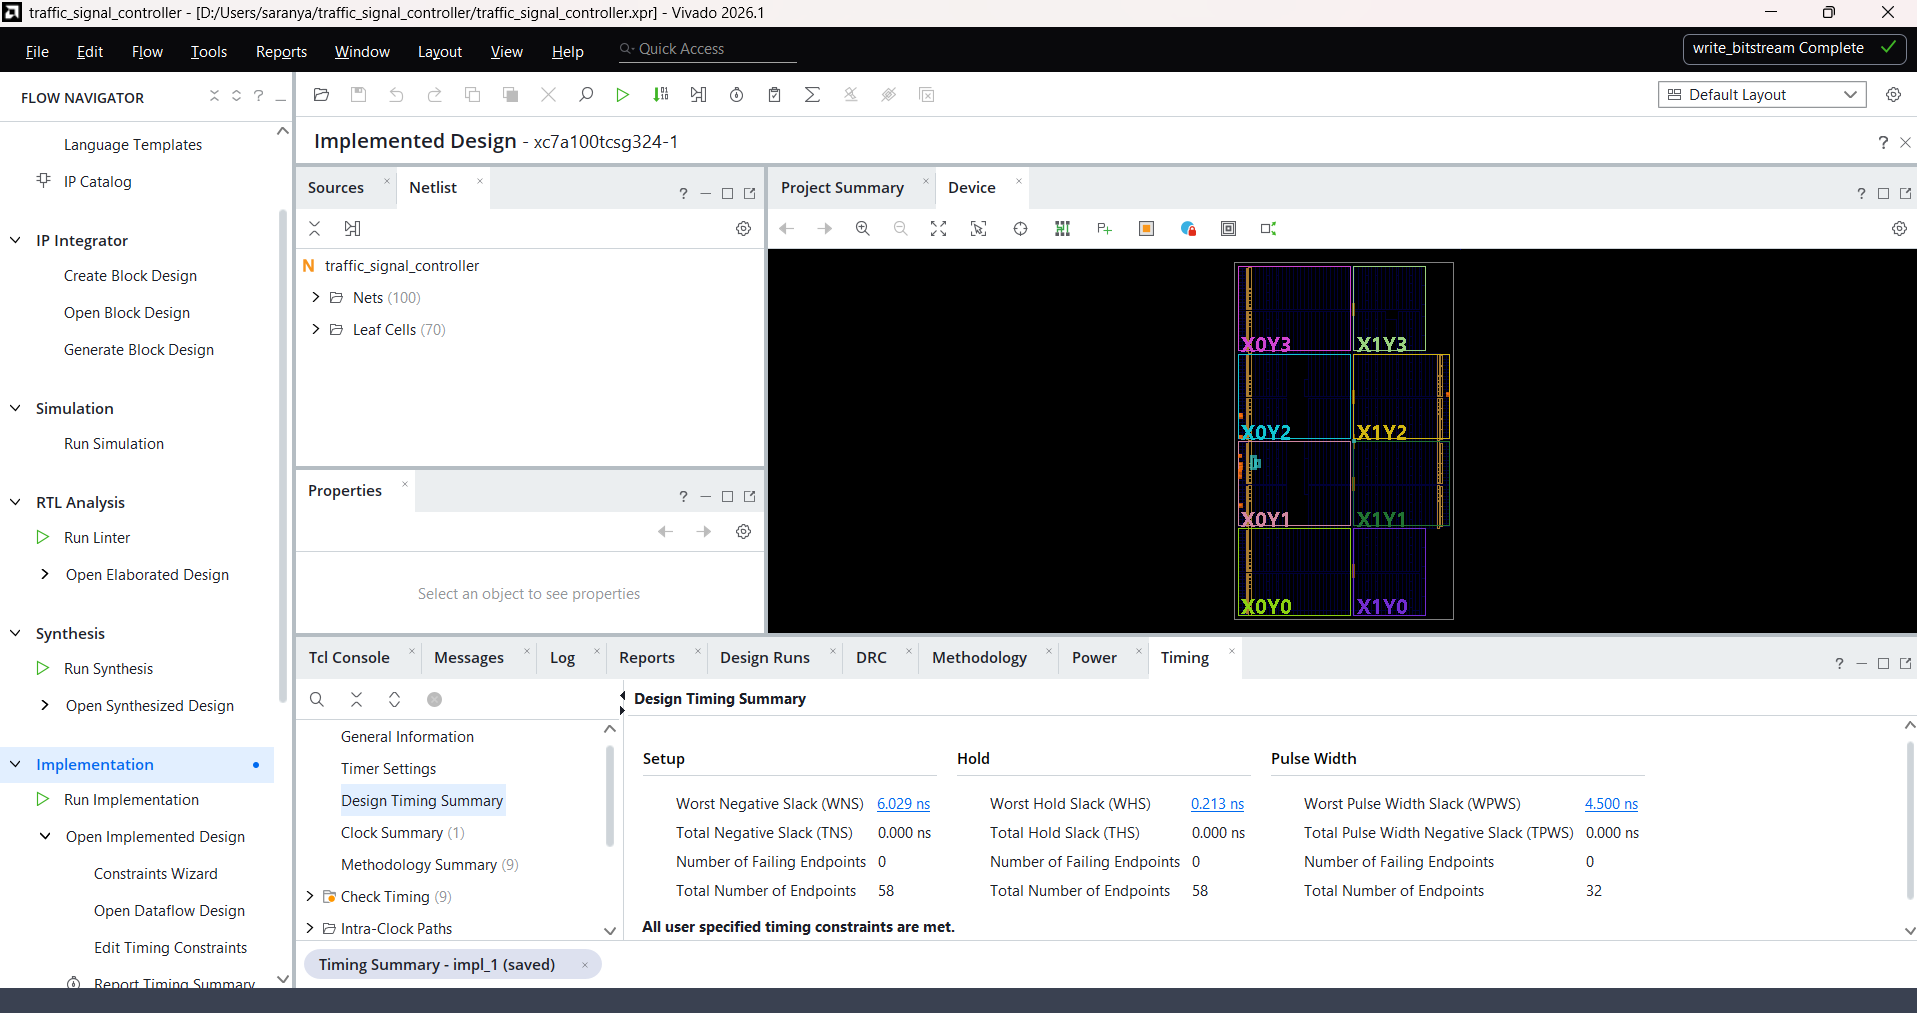 traffic_signal_controller - [D:/Users/saranya/traffic_signal_controller/traffic_signal_controller.xpr] - Vivado 2026.1
File Edit Flow Tools Reports Window Layout View Help Quick Access
write_bitstream Complete
FLOW NAVIGATOR
Default Layout
Language Templates
IP Catalog
IP Integrator
Create Block Design
Open Block Design
Generate Block Design
Simulation
Run Simulation
RTL Analysis
Run Linter
Open Elaborated Design
Synthesis
Run Synthesis
Open Synthesized Design
Implementation
Run Implementation
Open Implemented Design
Constraints Wizard
Open Dataflow Design
Edit Timing Constraints
Report Timing Summary
Implemented Design - xc7a100tcsg324-1
Sources Netlist
N traffic_signal_controller
Nets (100)
Leaf Cells (70)
Properties
Select an object to see properties
Project Summary Device
X0Y3 X1Y3
X0Y2 X1Y2
X0Y1 X1Y1
X0Y0 X1Y0
Tcl Console Messages Log Reports Design Runs DRC Methodology Power Timing
General Information
Timer Settings
Design Timing Summary
Clock Summary (1)
Methodology Summary (9)
Check Timing (9)
Intra-Clock Paths
Design Timing Summary
Setup Hold Pulse Width
Worst Negative Slack (WNS) 6.029 ns Worst Hold Slack (WHS) 0.213 ns Worst Pulse Width Slack (WPWS) 4.500 ns
Total Negative Slack (TNS) 0.000 ns Total Hold Slack (THS) 0.000 ns Total Pulse Width Negative Slack (TPWS) 0.000 ns
Number of Failing Endpoints 0 Number of Failing Endpoints 0 Number of Failing Endpoints 0
Total Number of Endpoints 58 Total Number of Endpoints 58 Total Number of Endpoints 32
All user specified timing constraints are met.
Timing Summary - impl_1 (saved)